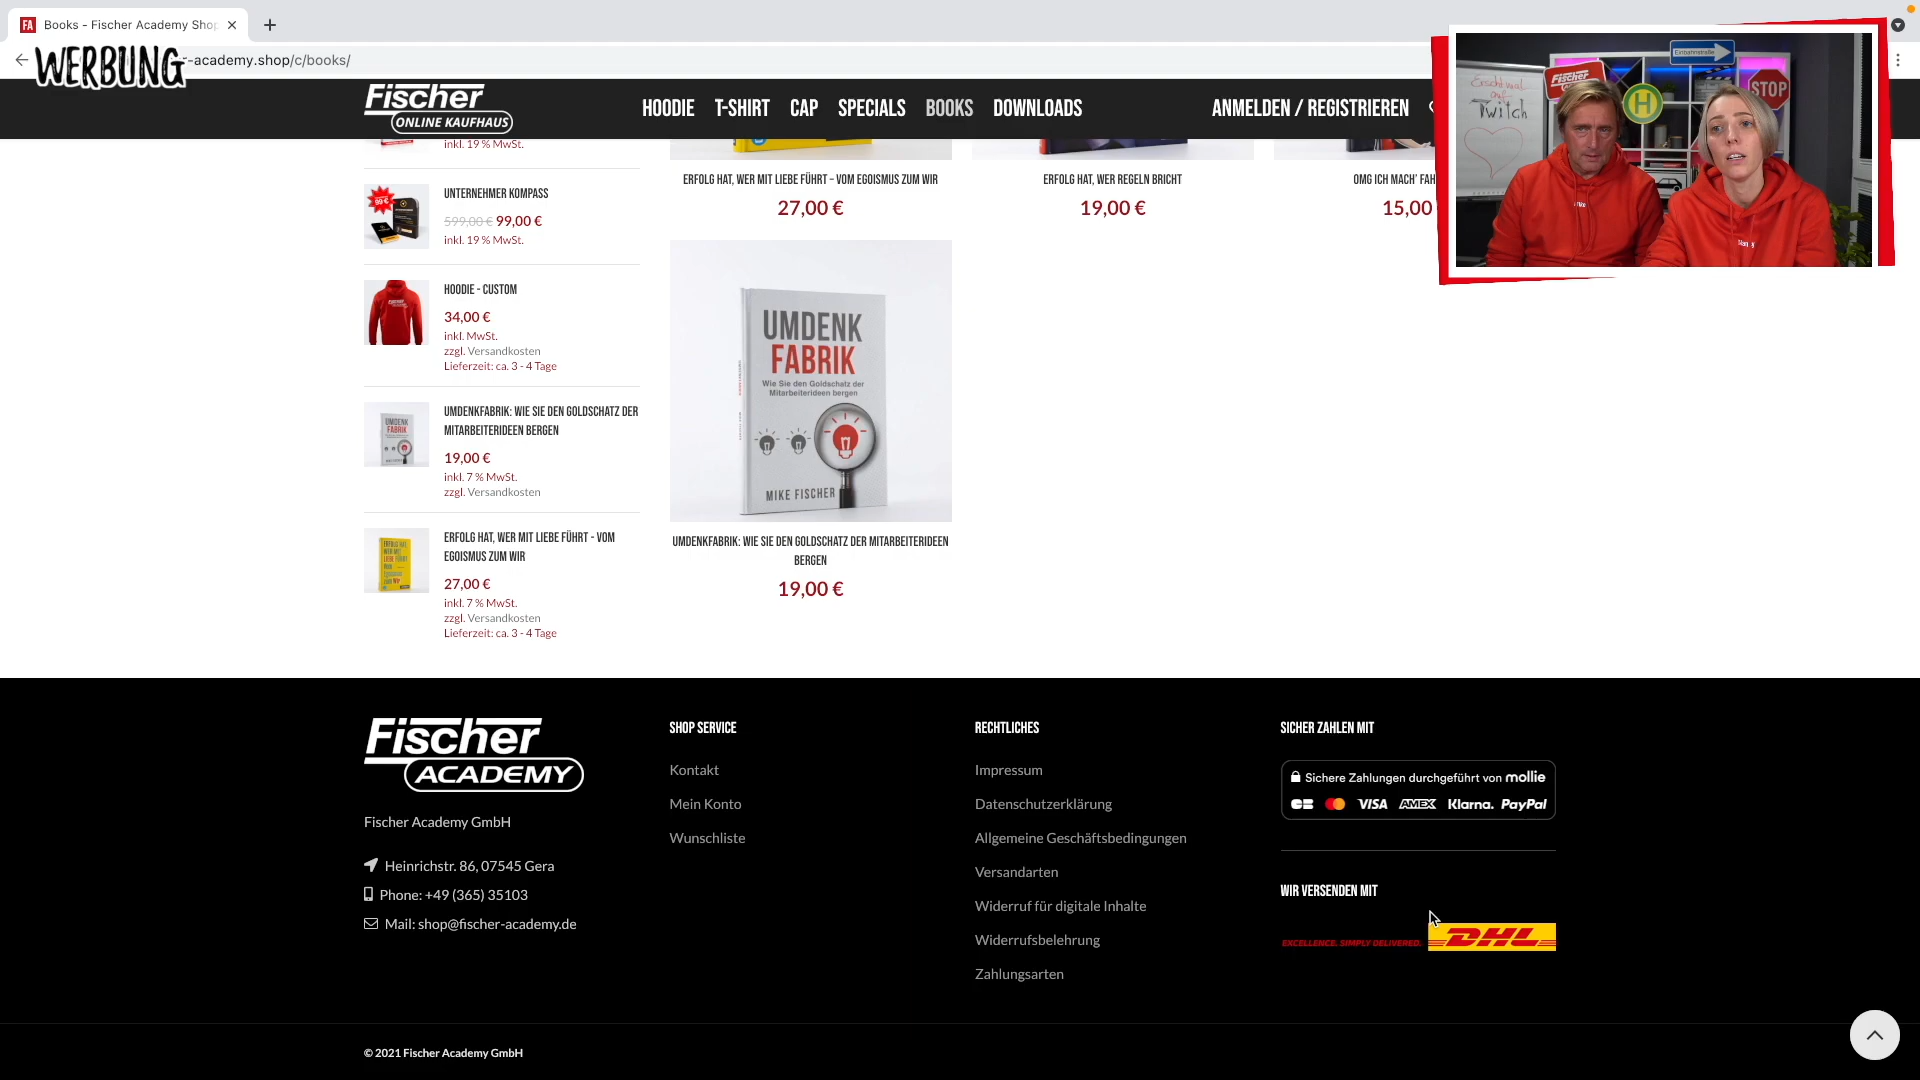 Books – Fischer Academy Shop
WERBUNG
-academy.shop/c/books/
Fischer
ONLINE KAUFHAUS
HOODIE
T-SHIRT
CAP
SPECIALS
BOOKS
DOWNLOADS
ANMELDEN / REGISTRIEREN
Erscht mal
auf
Twitch
Fischer
H
Einbahnstraße
STOP
inkl. 19 % MwSt.
UNTERNEHMER KOMPASS
599,00 € 99,00 €
inkl. 19 % MwSt.
HOODIE - CUSTOM
34,00 €
inkl. MwSt.
zzgl. Versandkosten
Lieferzeit: ca. 3 - 4 Tage
UMDENKFABRIK: WIE SIE DEN GOLDSCHATZ DER
MITARBEITERIDEEN BERGEN
19,00 €
inkl. 7 % MwSt.
zzgl. Versandkosten
ERFOLG HAT, WER MIT LIEBE FÜHRT - VOM
EGOISMUS ZUM WIR
27,00 €
inkl. 7 % MwSt.
zzgl. Versandkosten
Lieferzeit: ca. 3 - 4 Tage
ERFOLG HAT, WER MIT LIEBE FÜHRT – VOM EGOISMUS ZUM WIR
27,00 €
ERFOLG HAT, WER REGELN BRICHT
19,00 €
OMG ICH MACH' FAH
15,00
UMDENK
FABRIK
Wie Sie den Goldschatz der
Mitarbeiterideen bergen
MIKE FISCHER
UMDENKFABRIK: WIE SIE DEN GOLDSCHATZ DER MITARBEITERIDEEN
BERGEN
19,00 €
Fischer
ACADEMY
Fischer Academy GmbH
Heinrichstr. 86, 07545 Gera
Phone: +49 (365) 35103
Mail: shop@fischer-academy.de
SHOP SERVICE
Kontakt
Mein Konto
Wunschliste
RECHTLICHES
Impressum
Datenschutzerklärung
Allgemeine Geschäftsbedingungen
Versandarten
Widerruf für digitale Inhalte
Widerrufsbelehrung
Zahlungsarten
SICHER ZAHLEN MIT
Sichere Zahlungen durchgeführt von mollie
VISA AMEX Klarna. PayPal
WIR VERSENDEN MIT
EXCELLENCE. SIMPLY DELIVERED.
DHL
© 2021 Fischer Academy GmbH